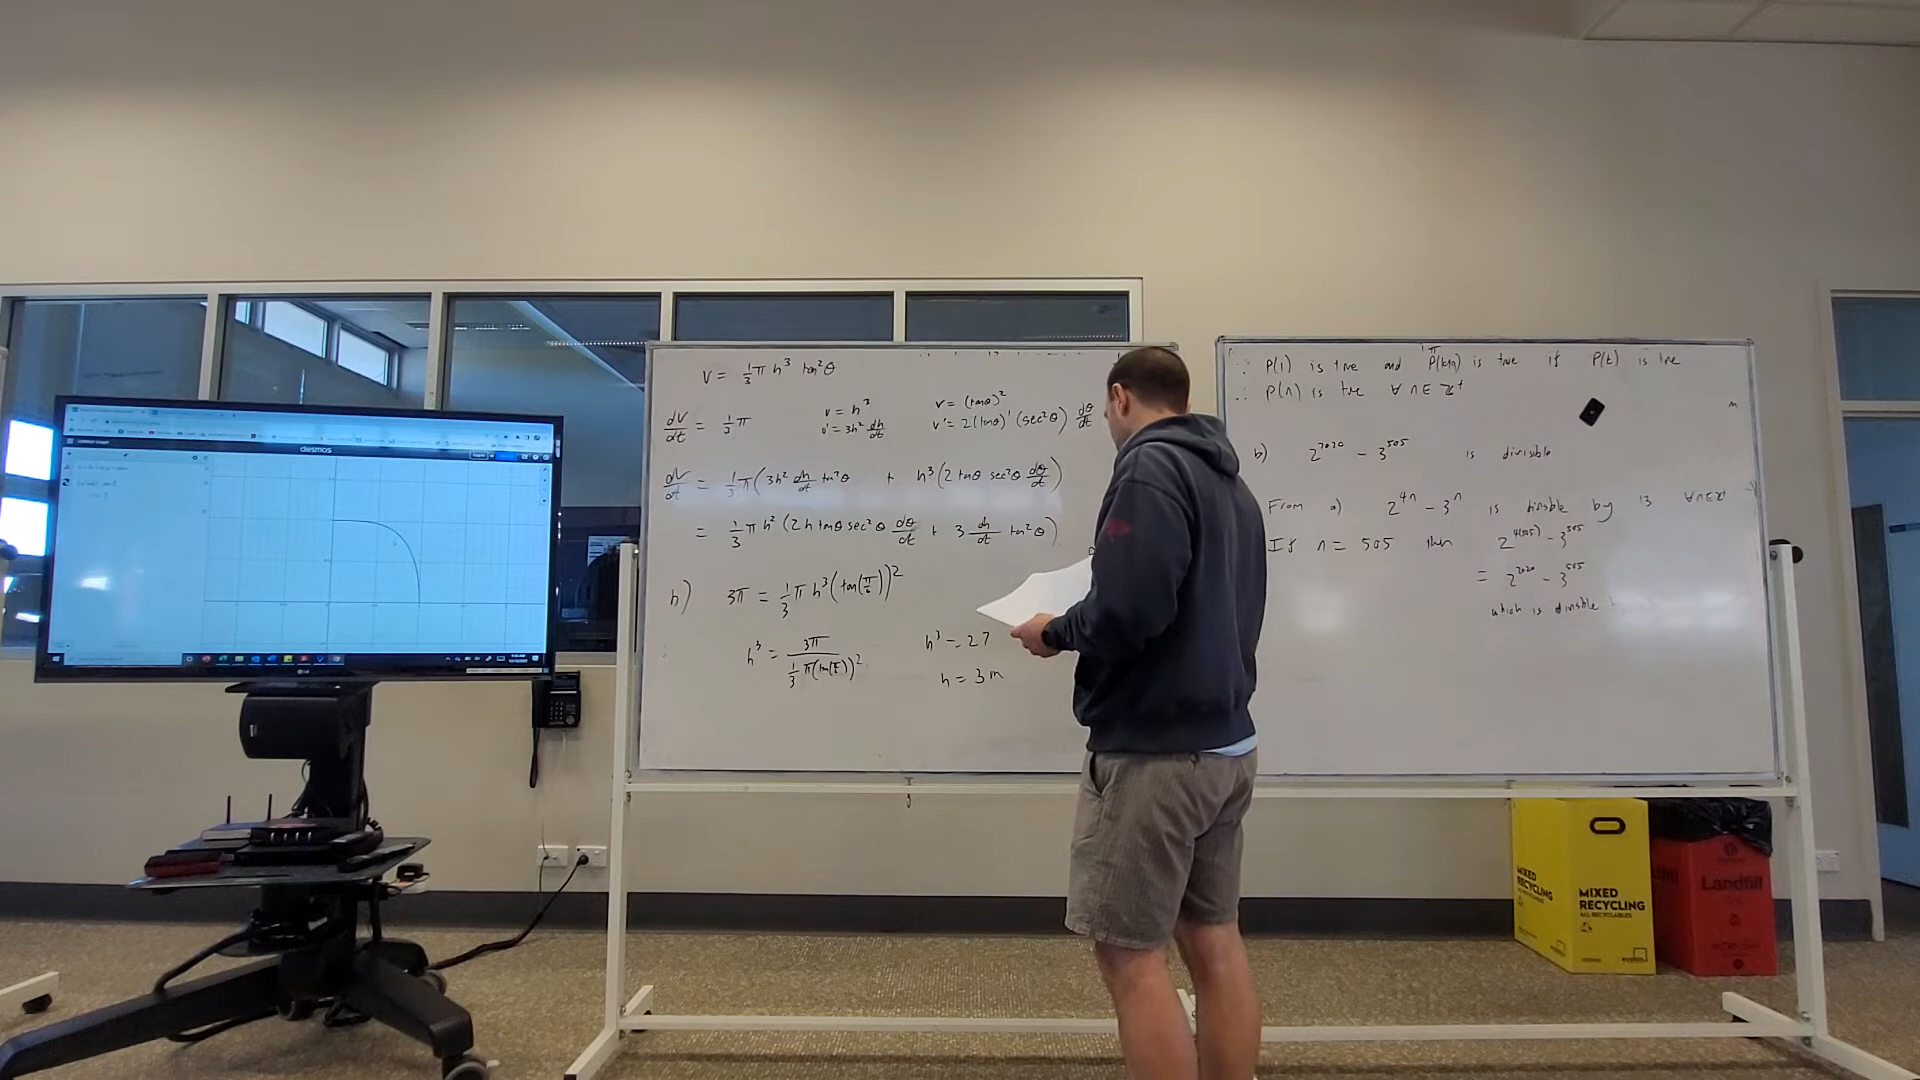 desmos
V = 1/3 π h³ tan²θ
dV/dt = 1/3 π
v = h³
v' = 3h² dh/dt
v = (tanθ)²
v' = 2(tanθ)' (sec²θ) dθ/dt
dV/dt = 1/3 π (3h² dh/dt tan²θ + h³ (2 tanθ sec²θ dθ/dt)
= 1/3 π h² (2h tanθ sec²θ dθ/dt + 3 dh/dt tan²θ)
b) 3π = 1/3 π h³ (tan(π/6))²
h³ = 3π / 1/3 π(tan(π/6))²
h³ = 27
h = 3m
∵ P(1) is true and P(k+1) is true if P(k) is true
∴ P(n) is true ∀ n ∈ ℤ⁺
b) 2²⁰²⁰ − 3⁵⁰⁵ is divisible
From a) 2⁴ⁿ − 3ⁿ is divisible by 13 ∀ n ∈ ℤ⁺
If n = 505 then 2⁴⁽⁵⁰⁵⁾ − 3⁵⁰⁵
= 2²⁰²⁰ − 3⁵⁰⁵
which is divisible
MIXED RECYCLING
MIXED RECYCLING
ALL RECYCLABLES
Landfill